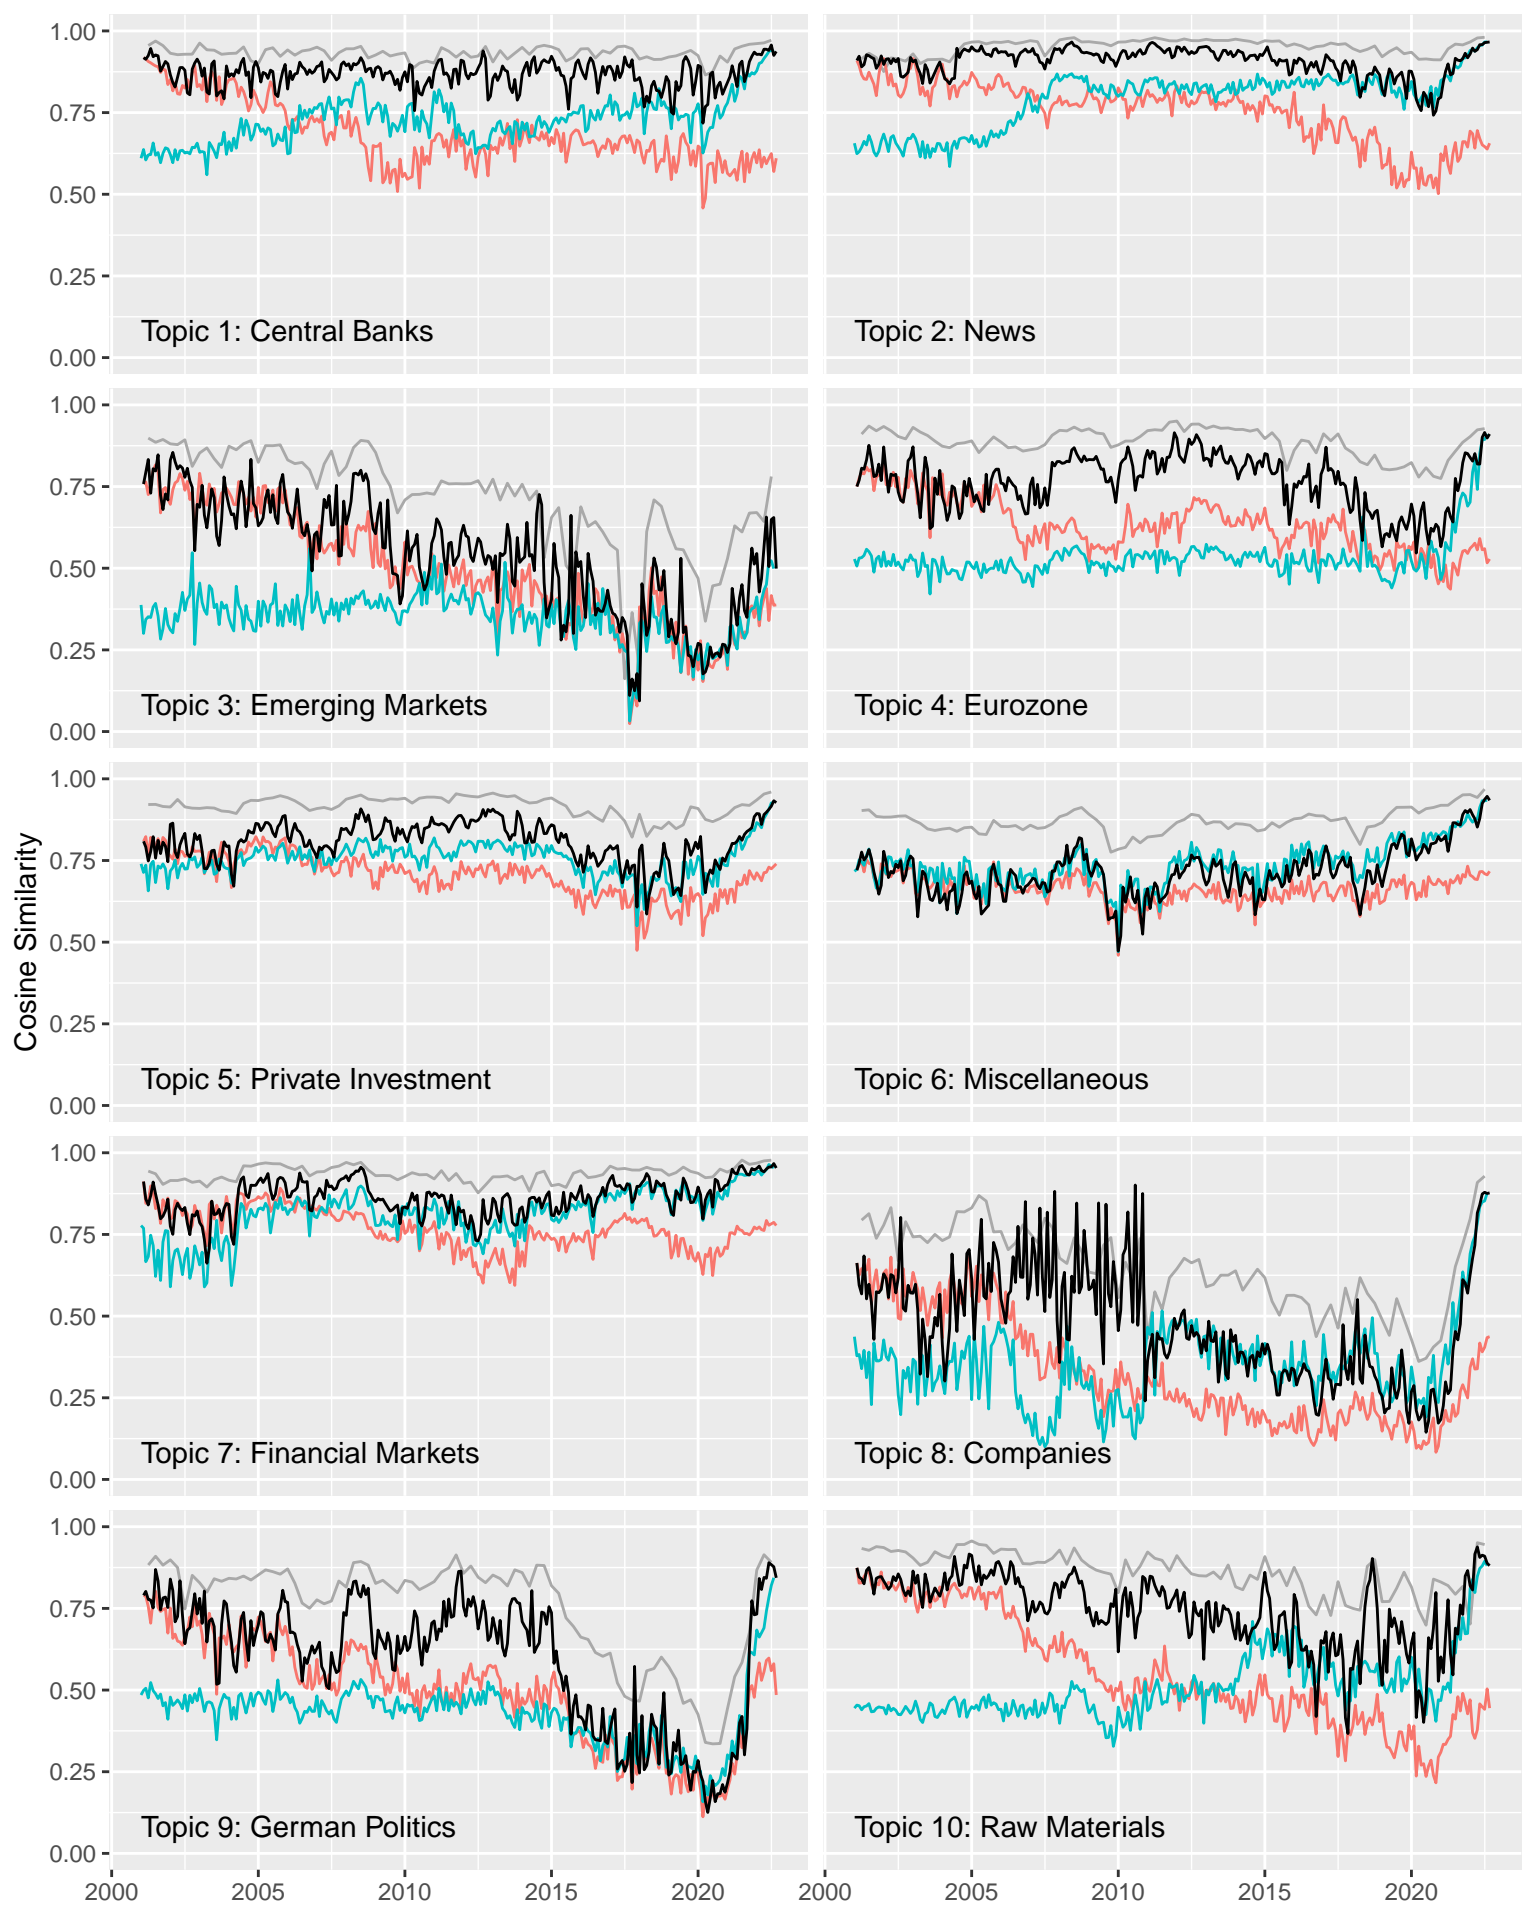 1.00
0.75
0.50
0.25
0.00
Topic 1: Central Banks
Topic 2: News
1.00
0.75
0.50
0.25
0.00
Topic 3: Emerging Markets
Topic 4: Eurozone
Cosine Similarity
1.00
0.75
0.50
0.25
0.00
Topic 5: Private Investment
Topic 6: Miscellaneous
1.00
0.75
0.50
0.25
0.00
Topic 7: Financial Markets
Topic 8: Companies
1.00
0.75
0.50
0.25
0.00
Topic 9: German Politics
Topic 10: Raw Materials
2000 2005 2010 2015 2020 2000 2005 2010 2015 2020